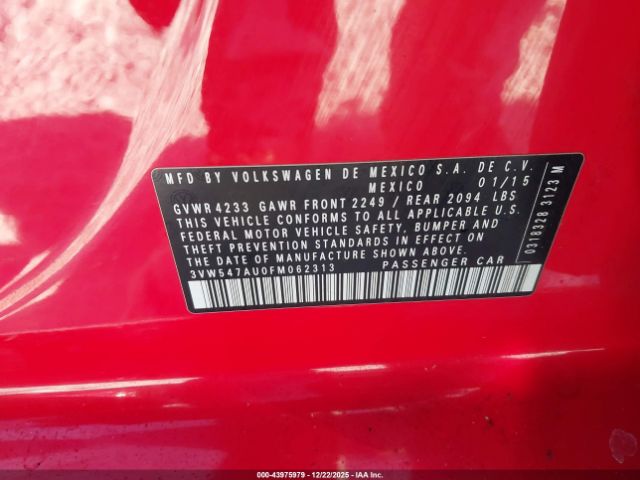 MFD BY VOLKSWAGEN DE MEXICO S.A. DE C.V.
MEXICO 01/15
GVWR 4233 GAWR FRONT 2249 / REAR 2094 LBS
THIS VEHICLE CONFORMS TO ALL APPLICABLE U.S.
FEDERAL MOTOR VEHICLE SAFETY, BUMPER AND
THEFT PREVENTION STANDARDS IN EFFECT ON
THE DATE OF MANUFACTURE SHOWN ABOVE.
3VW547AU0FM062313 PASSENGER CAR
0318328 3123 M
000-43975979 | 12/22/2025 | IAAI.COM